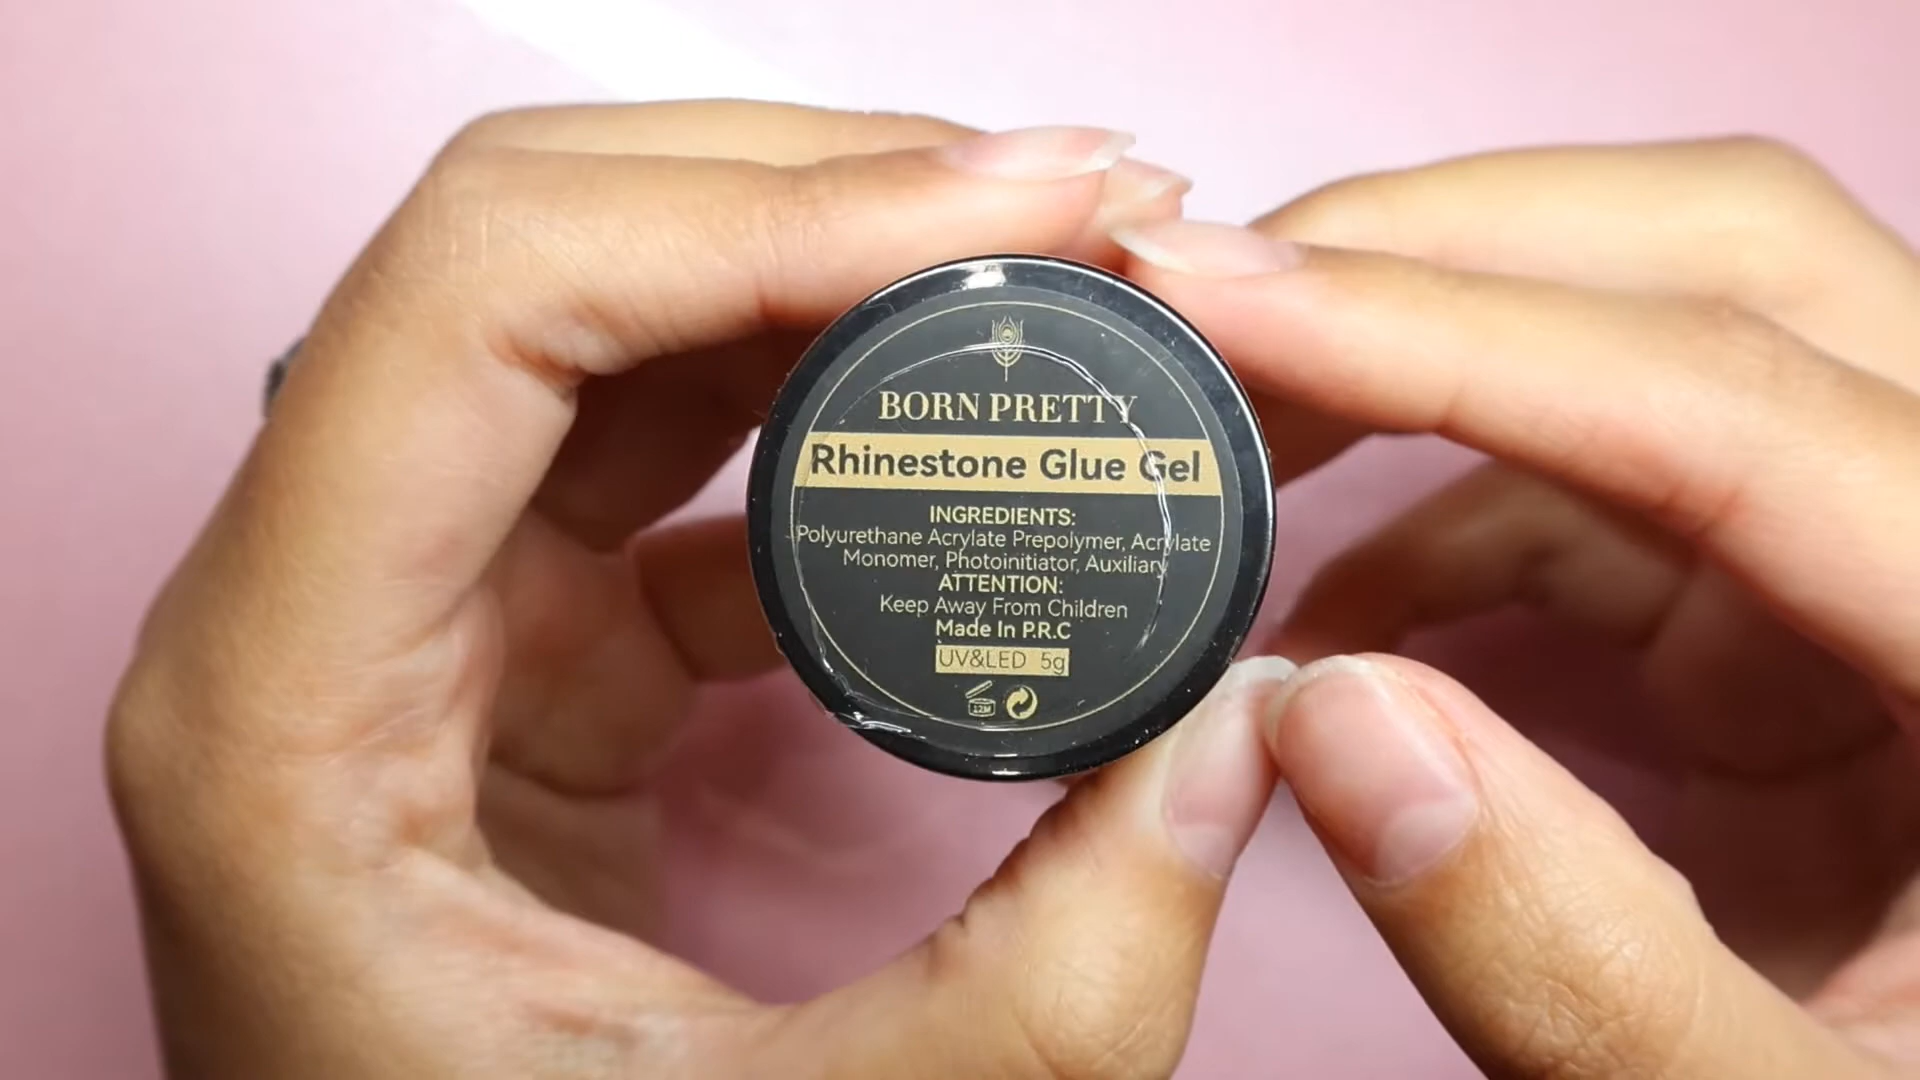 BORN PRETTY
Rhinestone Glue Gel
INGREDIENTS:
Polyurethane Acrylate Prepolymer, Acrylate
Monomer, Photoinitiator, Auxiliary
ATTENTION:
Keep Away From Children
Made In P.R.C
UV&LED 5g
12M